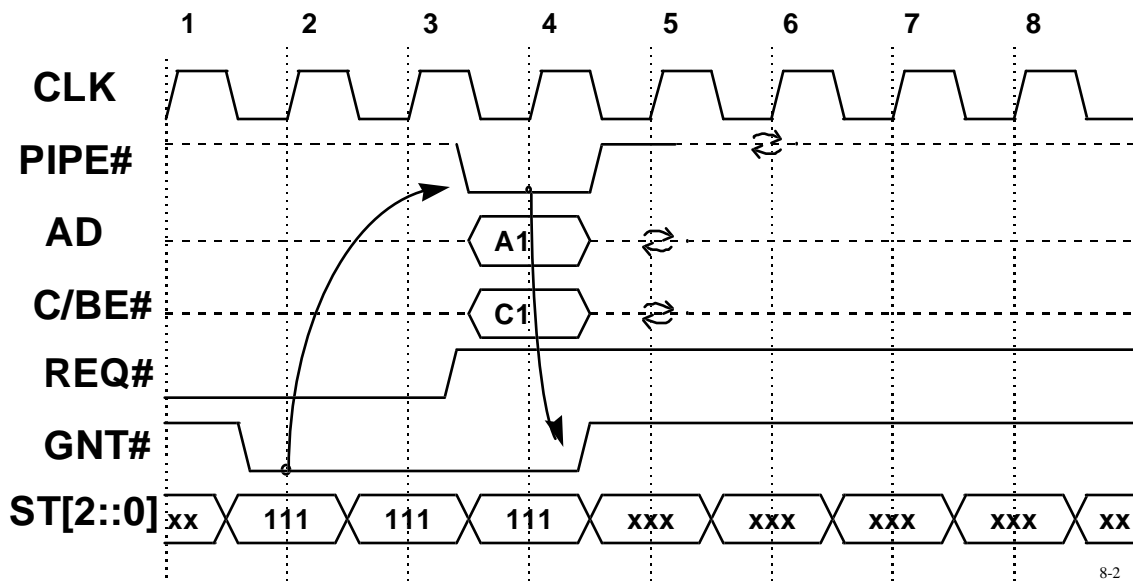 1 2 3 4 5 6 7 8
CLK
PIPE#
AD A1
C/BE# C1
REQ#
GNT#
ST[2::0] xx 111 111 111 xxx xxx xxx xxx xx
8-2